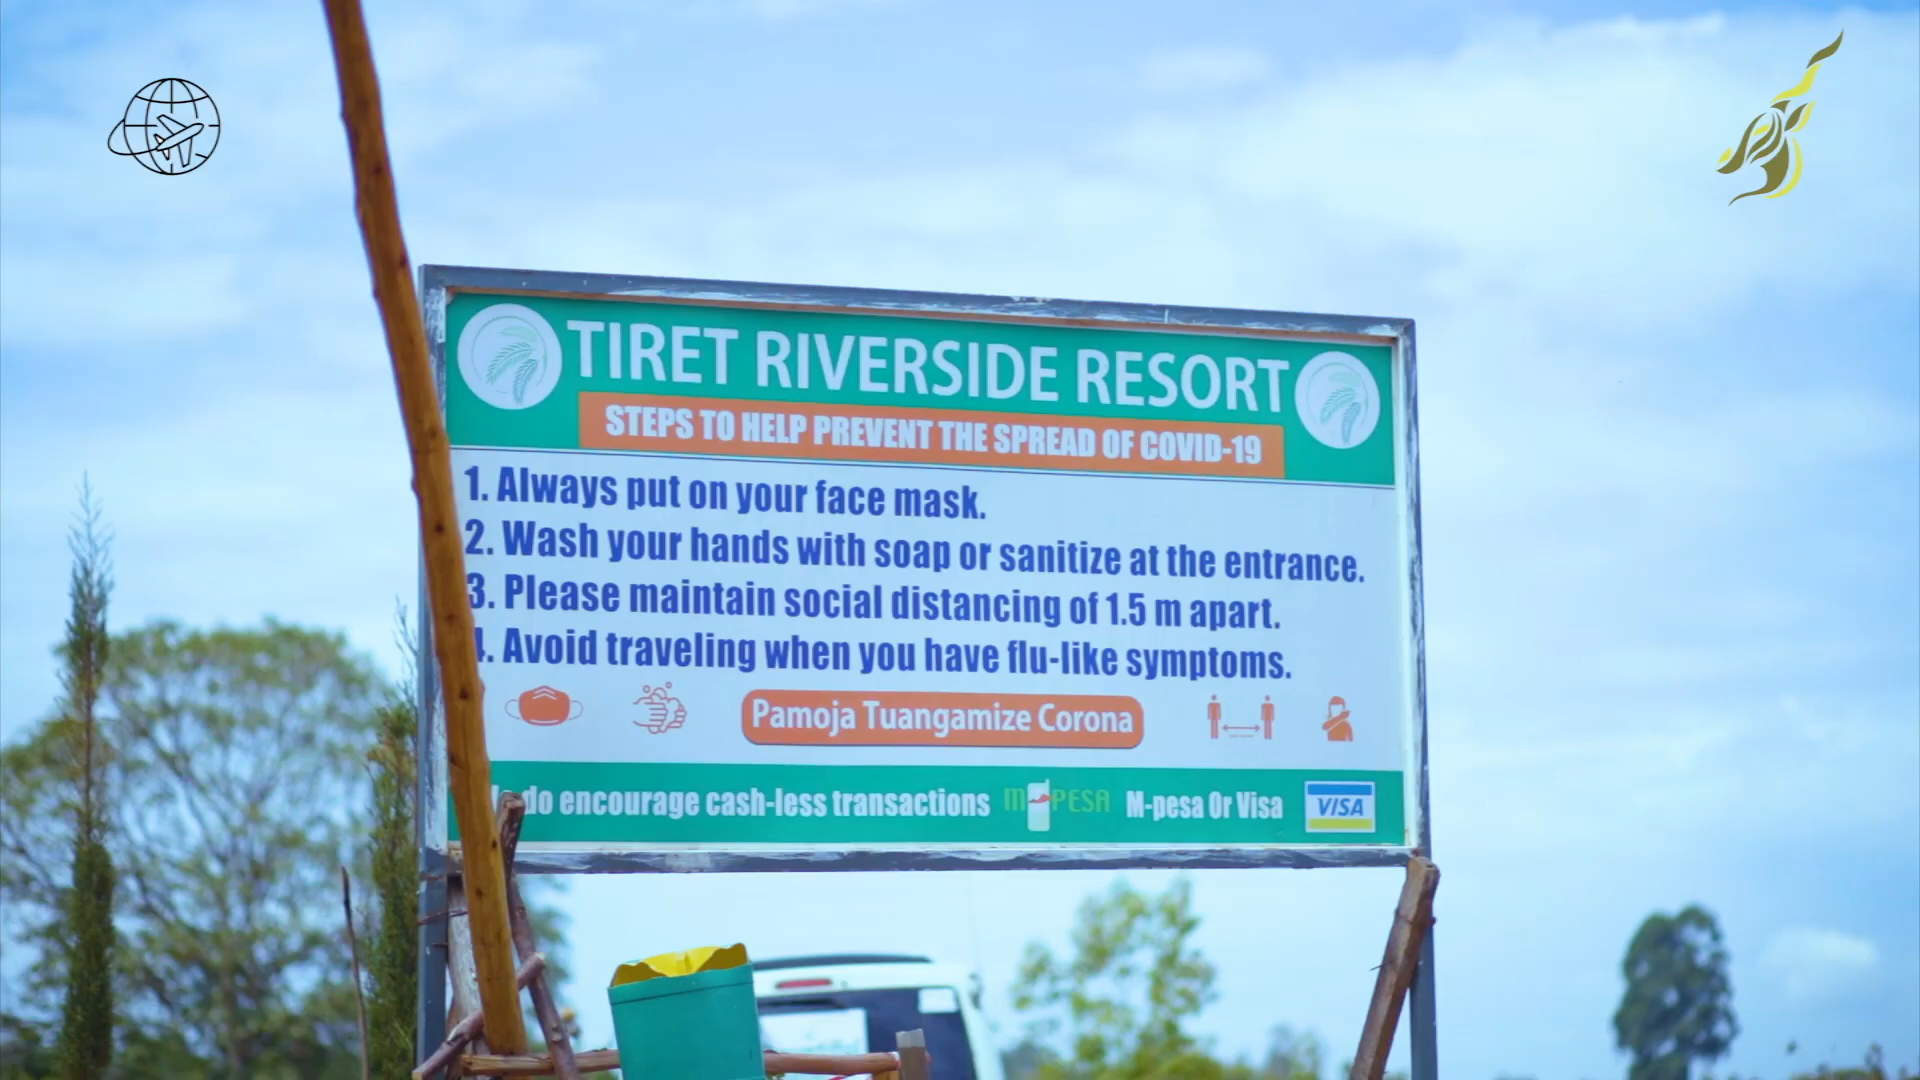 TIRET RIVERSIDE RESORT
STEPS TO HELP PREVENT THE SPREAD OF COVID-19
1. Always put on your face mask.
2. Wash your hands with soap or sanitize at the entrance.
3. Please maintain social distancing of 1.5 m apart.
4. Avoid traveling when you have flu-like symptoms.
Pamoja Tuangamize Corona
do encourage cash-less transactions M-PESA M-pesa Or Visa VISA